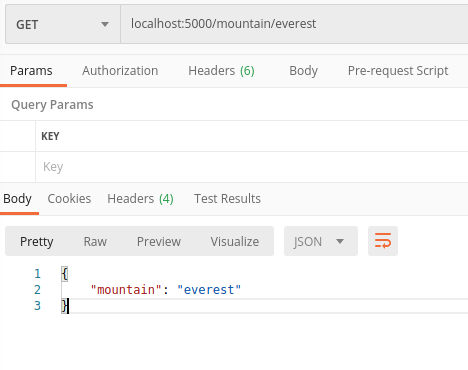 GET localhost:5000/mountain/everest
Params Authorization Headers (6) Body Pre-request Script
Query Params
KEY
Key
Body Cookies Headers (4) Test Results
Pretty Raw Preview Visualize JSON
1 {
2 "mountain": "everest"
3 }